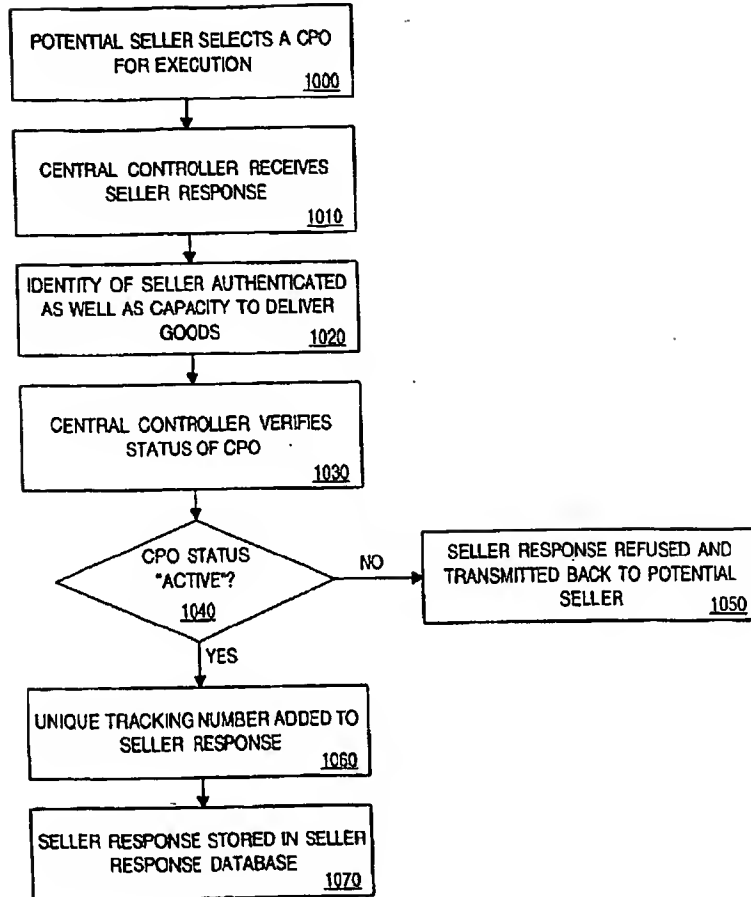 POTENTIAL SELLER SELECTS A CPO
FOR EXECUTION
1000
CENTRAL CONTROLLER RECEIVES
SELLER RESPONSE
1010
IDENTITY OF SELLER AUTHENTICATED
AS WELL AS CAPACITY TO DELIVER
GOODS
1020
CENTRAL CONTROLLER VERIFIES
STATUS OF CPO
1030
CPO STATUS
"ACTIVE"?
1040
NO
SELLER RESPONSE REFUSED AND
TRANSMITTED BACK TO POTENTIAL
SELLER
1050
YES
UNIQUE TRACKING NUMBER ADDED TO
SELLER RESPONSE
1060
SELLER RESPONSE STORED IN SELLER
RESPONSE DATABASE
1070